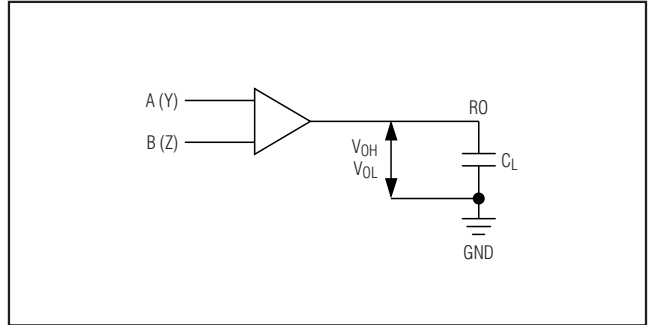 A (Y)
B (Z)
RO
VOH
VOL
CL
GND